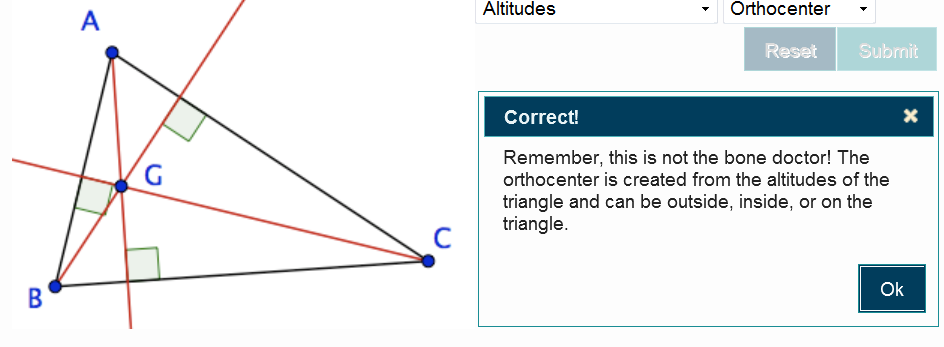 Altitudes Orthocenter
Reset Submit
A
G
C
B
Correct!
Remember, this is not the bone doctor! The
orthocenter is created from the altitudes of the
triangle and can be outside, inside, or on the
triangle.
Ok